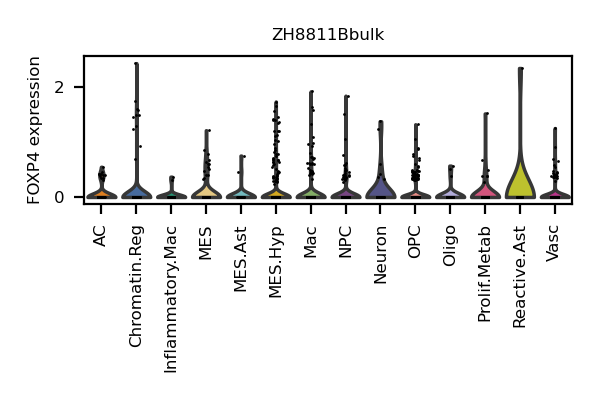 ZH8811Bbulk
FOXP4 expression
2
0
AC
Chromatin.Reg
Inflammatory.Mac
MES
MES.Ast
MES.Hyp
Mac
NPC
Neuron
OPC
Oligo
Prolif.Metab
Reactive.Ast
Vasc